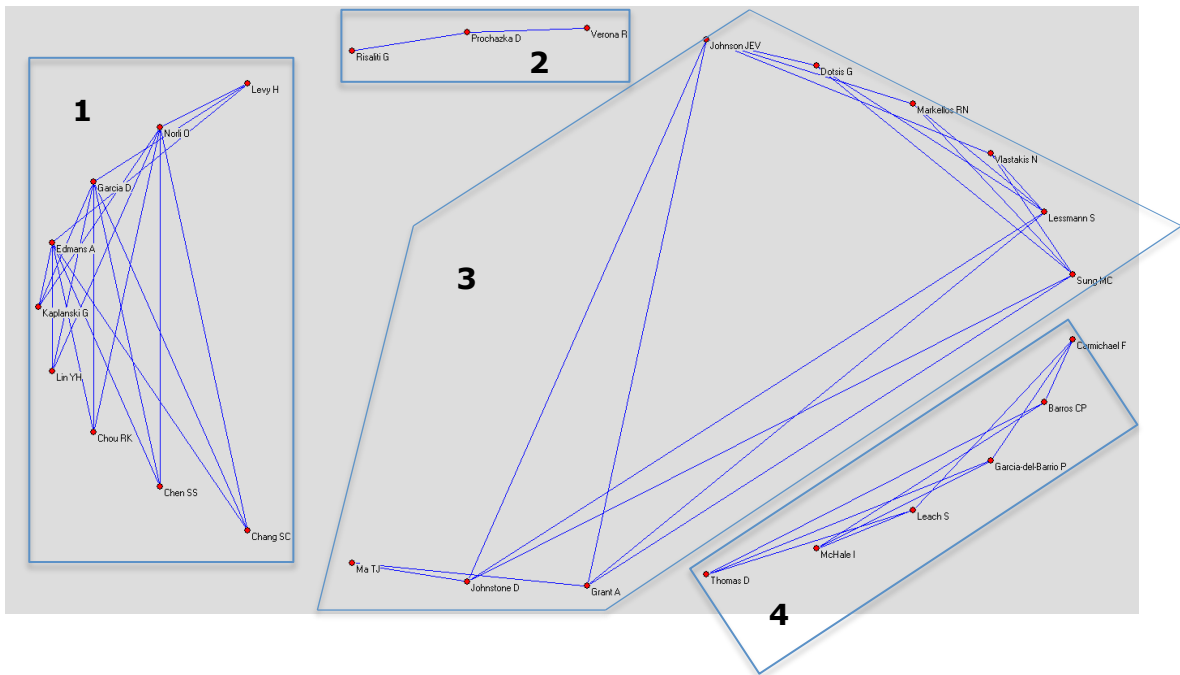 1
Levy H
Norli O
Garcia D.
Edmans A
Kaplanski G
Lin YH
Chou RK
Chen SS
Chang SC
2
Risaliti G
Prochazka D
Verona R
3
Johnson JEV
Dotsis G
Markellos RN
Vlastakis N
Lessmann S
Sung MC
Ma TJ
Johnstone D
Grant A
4
Carmichael F
Barros CP
Garcia-del-Barrio P
Leach S
McHale I
Thomas D